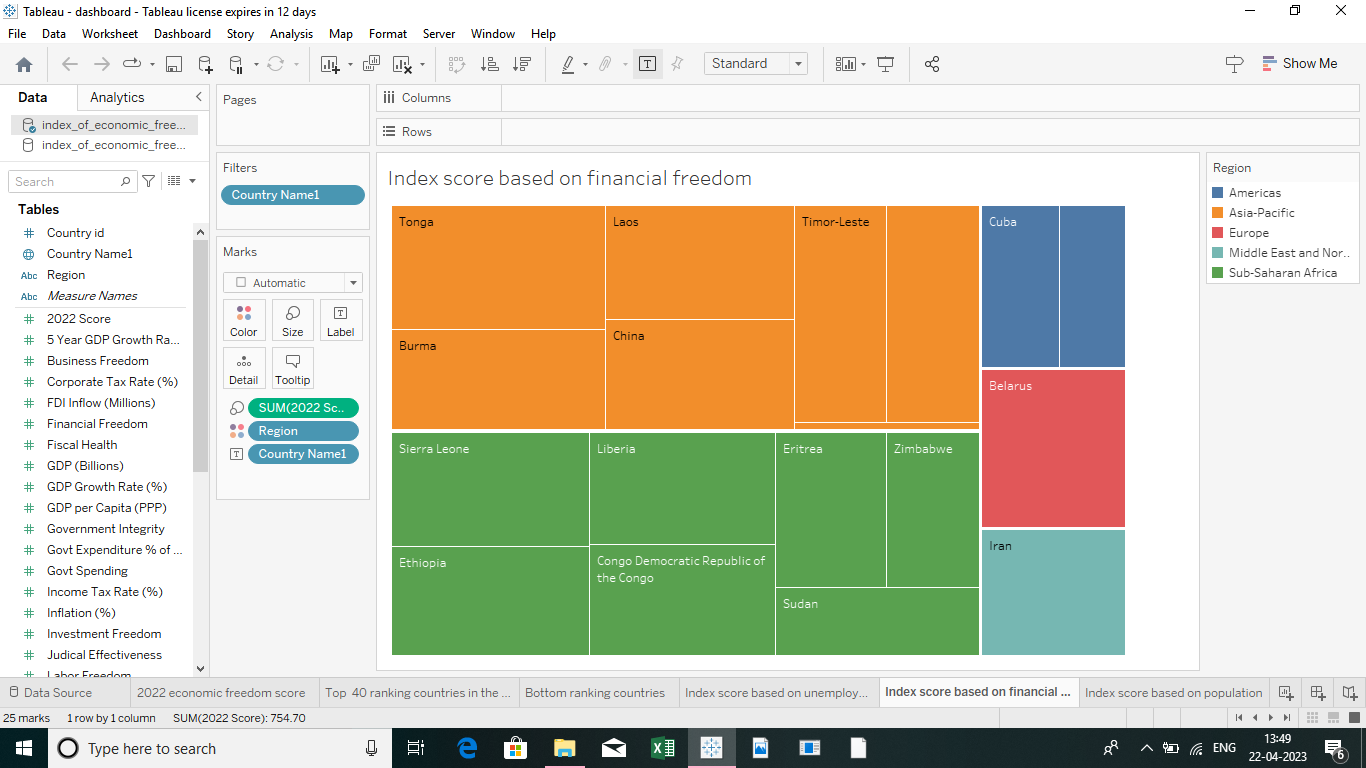 Tableau - dashboard - Tableau license expires in 12 days
File Data Worksheet Dashboard Story Analysis Map Format Server Window Help
Standard
Show Me
Data Analytics
index_of_economic_free...
index_of_economic_free...
Search
Tables
Country id
Country Name1
Abc Region
Abc Measure Names
2022 Score
5 Year GDP Growth Ra...
Business Freedom
Corporate Tax Rate (%)
FDI Inflow (Millions)
Financial Freedom
Fiscal Health
GDP (Billions)
GDP Growth Rate (%)
GDP per Capita (PPP)
Government Integrity
Govt Expenditure % of ...
Govt Spending
Income Tax Rate (%)
Inflation (%)
Investment Freedom
Judical Effectiveness
Labor Freedom
Pages
Filters
Country Name1
Marks
Automatic
Color Size Label
Detail Tooltip
SUM(2022 Sc..
Region
Country Name1
Columns
Rows
Index score based on financial freedom
Tonga
Laos
Timor-Leste
Burma
China
Sierra Leone
Liberia
Eritrea
Zimbabwe
Ethiopia
Congo Democratic Republic of
the Congo
Sudan
Cuba
Belarus
Iran
Region
Americas
Asia-Pacific
Europe
Middle East and Nor..
Sub-Saharan Africa
Data Source 2022 economic freedom score Top 40 ranking countries in the ... Bottom ranking countries Index score based on unemploy... Index score based on financial ... Index score based on population
25 marks 1 row by 1 column SUM(2022 Score): 754.70
Type here to search
ENG
13:49
22-04-2023
6